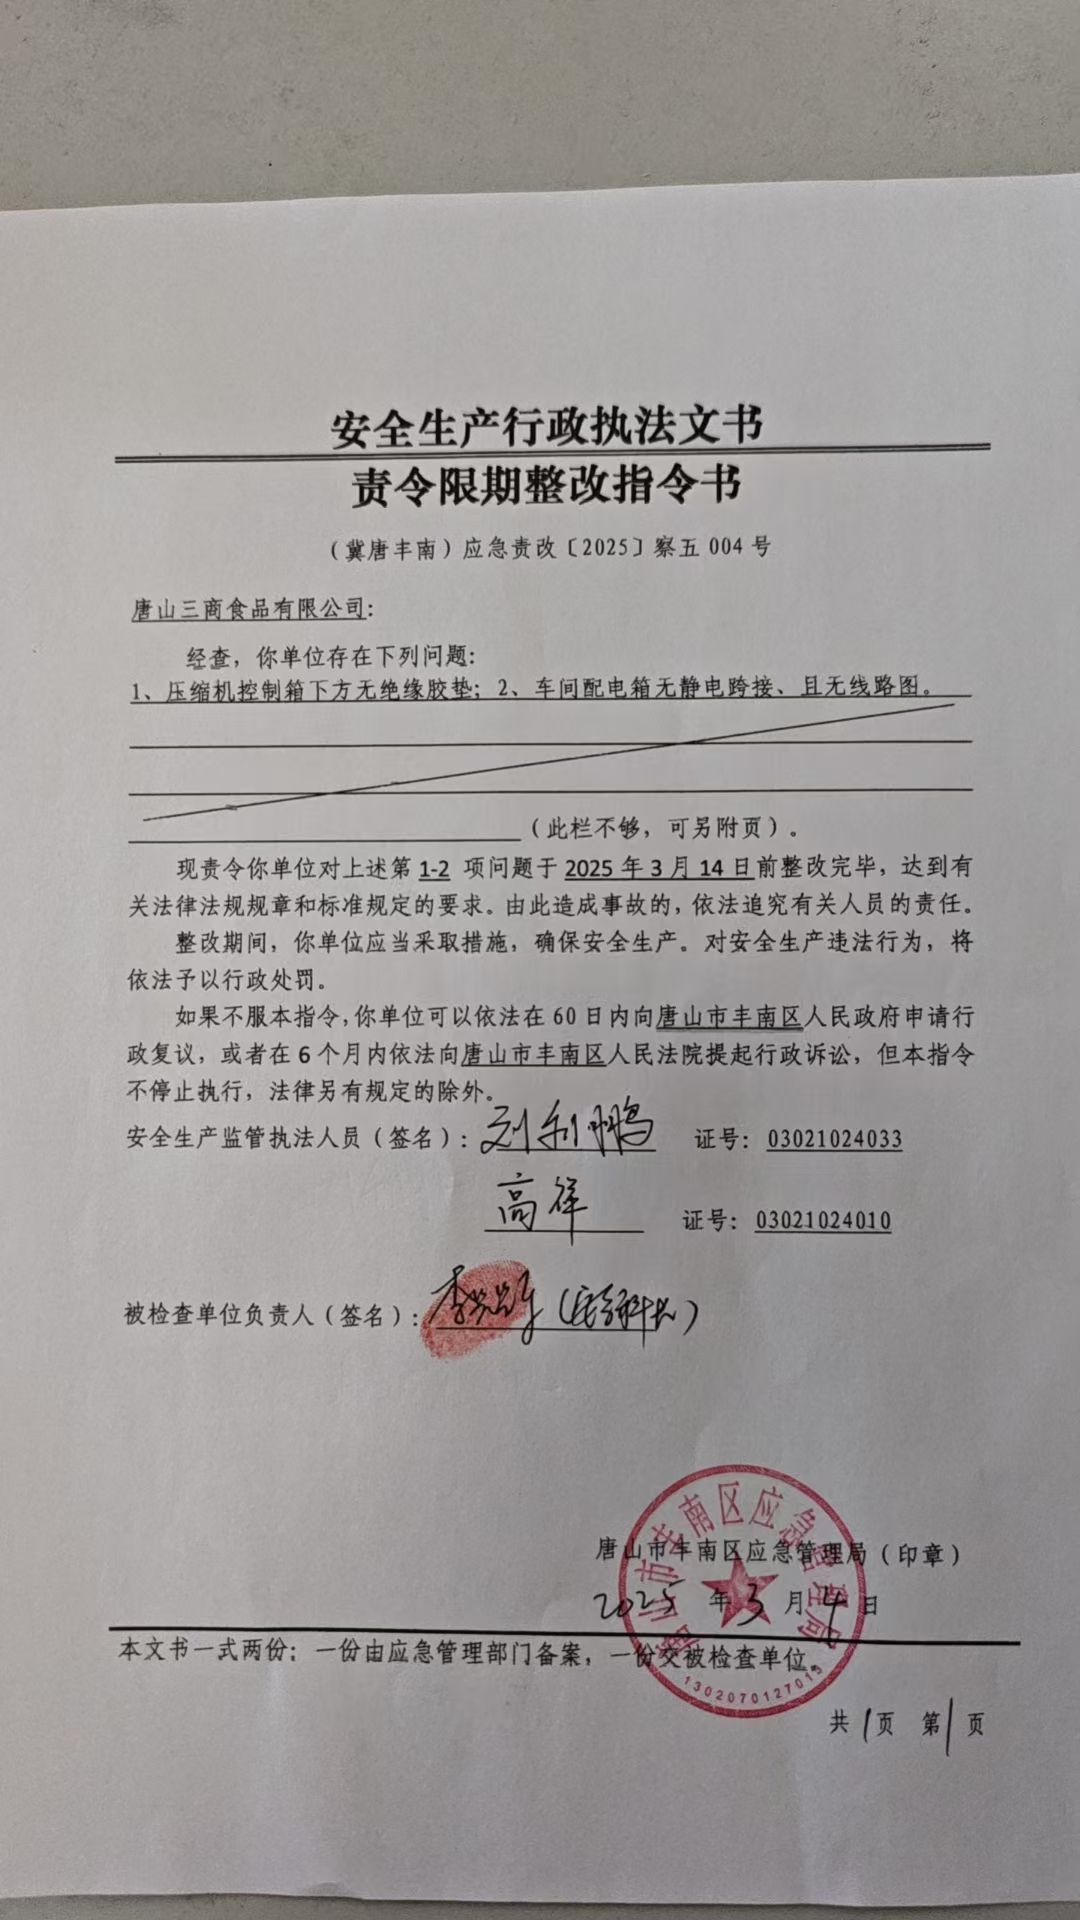 安全生产行政执法文书
责令限期整改指令书
（冀唐丰南）应急责改〔2025〕察五 004 号
唐山三商食品有限公司：
经查，你单位存在下列问题：
1、压缩机控制箱下方无绝缘胶垫；2、车间配电箱无静电跨接、且无线路图。
（此栏不够，可另附页）。
现责令你单位对上述第 1-2 项问题于 2025 年 3 月 14 日前整改完毕，达到有
关法律法规规章和标准规定的要求。由此造成事故的，依法追究有关人员的责任。
整改期间，你单位应当采取措施，确保安全生产。对安全生产违法行为，将
依法予以行政处罚。
如果不服本指令，你单位可以依法在 60 日内向唐山市丰南区人民政府申请行
政复议，或者在 6 个月内依法向唐山市丰南区人民法院提起行政诉讼，但本指令
不停止执行，法律另有规定的除外。
安全生产监管执法人员（签名）：刘利鹏 证号：03021024033
高祥 证号：03021024010
被检查单位负责人（签名）：李
唐山市丰南区应急管理局
唐山市丰南区应急管理局（印章）
2025 年 3 月 4 日
本文书一式两份：一份由应急管理部门备案，一份交被检查单位。
1302070127013
共 1 页 第 1 页